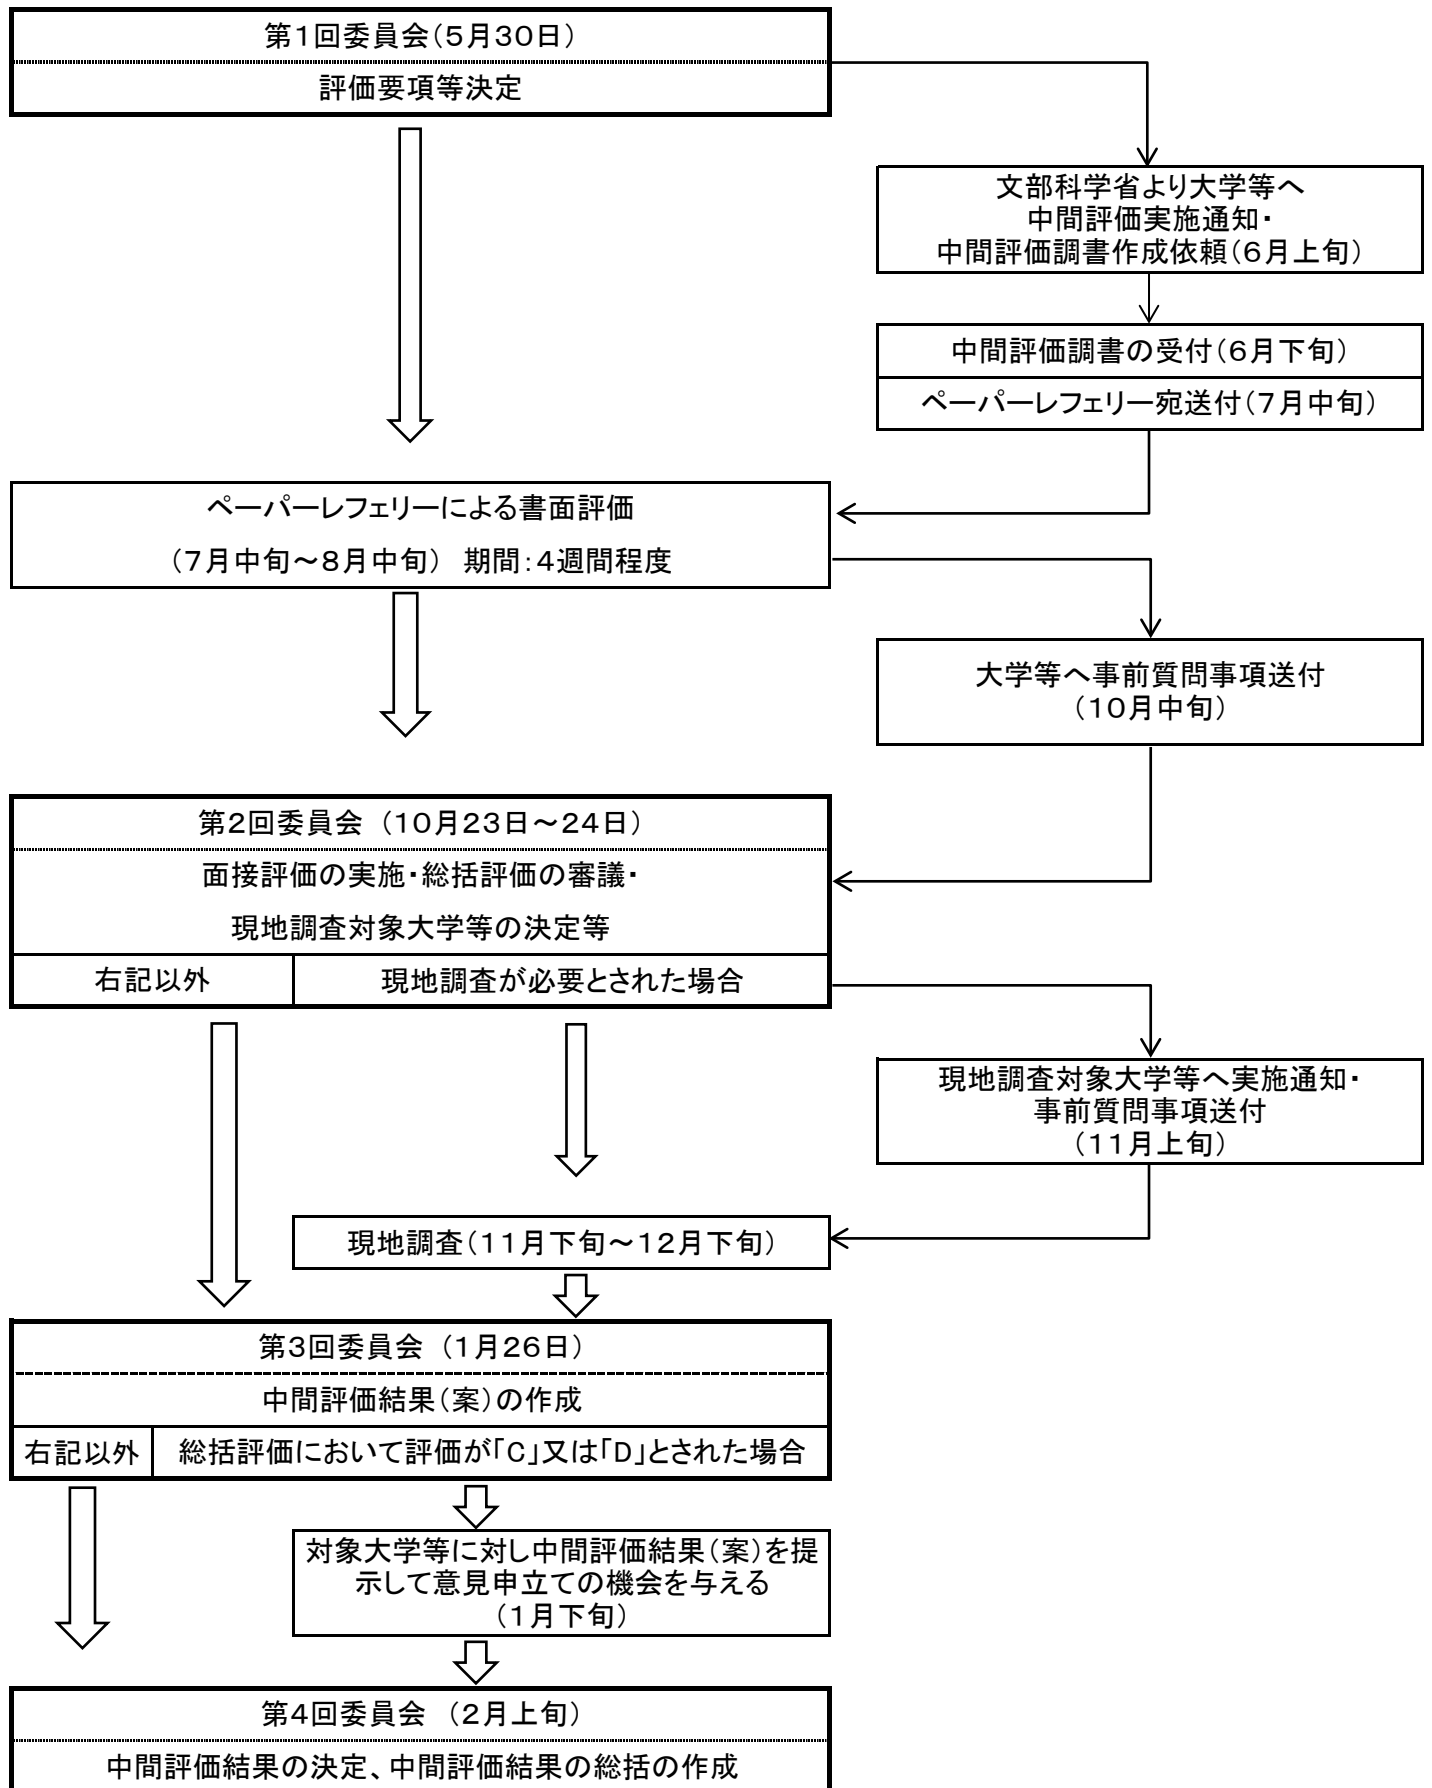 第1回委員会(5月30日)
評価要項等決定
文部科学省より大学等へ
中間評価実施通知・
中間評価調書作成依頼(6月上旬)
中間評価調書の受付(6月下旬)
ペーパーレフェリー宛送付(7月中旬)
ペーパーレフェリーによる書面評価
(7月中旬～8月中旬) 期間:4週間程度
大学等へ事前質問事項送付
(10月中旬)
第2回委員会 (10月23日～24日)
面接評価の実施・総括評価の審議・
現地調査対象大学等の決定等
右記以外
現地調査が必要とされた場合
現地調査対象大学等へ実施通知・
事前質問事項送付
(11月上旬)
現地調査(11月下旬～12月下旬)
第3回委員会 (1月26日)
中間評価結果(案)の作成
右記以外
総括評価において評価が「C」又は「D」とされた場合
対象大学等に対し中間評価結果(案)を提
示して意見申立ての機会を与える
(1月下旬)
第4回委員会 (2月上旬)
中間評価結果の決定、中間評価結果の総括の作成